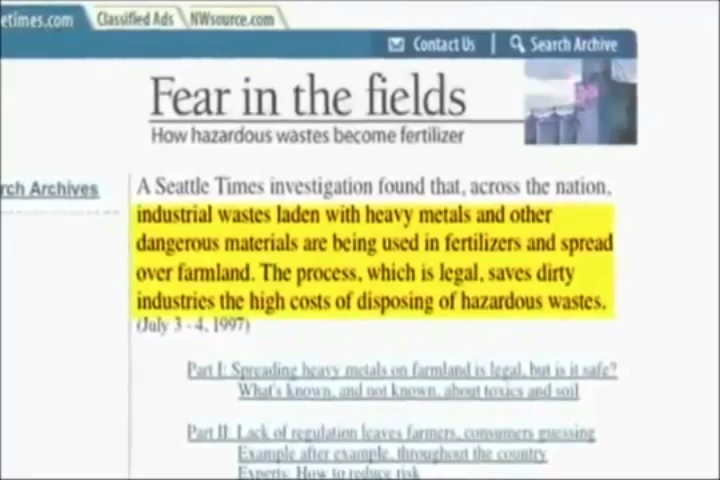 etimes.com
Classified Ads
NWsource.com
Contact Us | Search Archive
Fear in the fields
How hazardous wastes become fertilizer
rch Archives
A Seattle Times investigation found that, across the nation,
industrial wastes laden with heavy metals and other
dangerous materials are being used in fertilizers and spread
over farmland. The process, which is legal, saves dirty
industries the high costs of disposing of hazardous wastes.
(July 3 - 4, 1997)
Part I: Spreading heavy metals on farmland is legal, but is it safe?
What's known, and not known, about toxics and soil
Part II: Lack of regulation leaves farmers, consumers guessing
Example after example, throughout the country
Experts: How to reduce risk